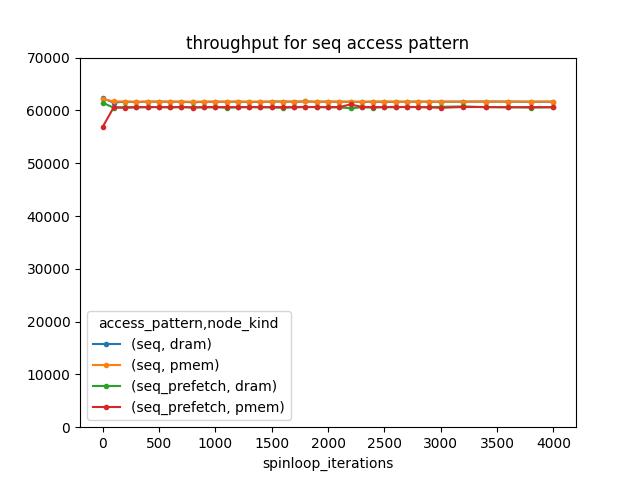 throughput for seq access pattern
70000
60000
50000
40000
30000
20000
10000
0
access_pattern,node_kind
(seq, dram)
(seq, pmem)
(seq_prefetch, dram)
(seq_prefetch, pmem)
0 500 1000 1500 2000 2500 3000 3500 4000
spinloop_iterations